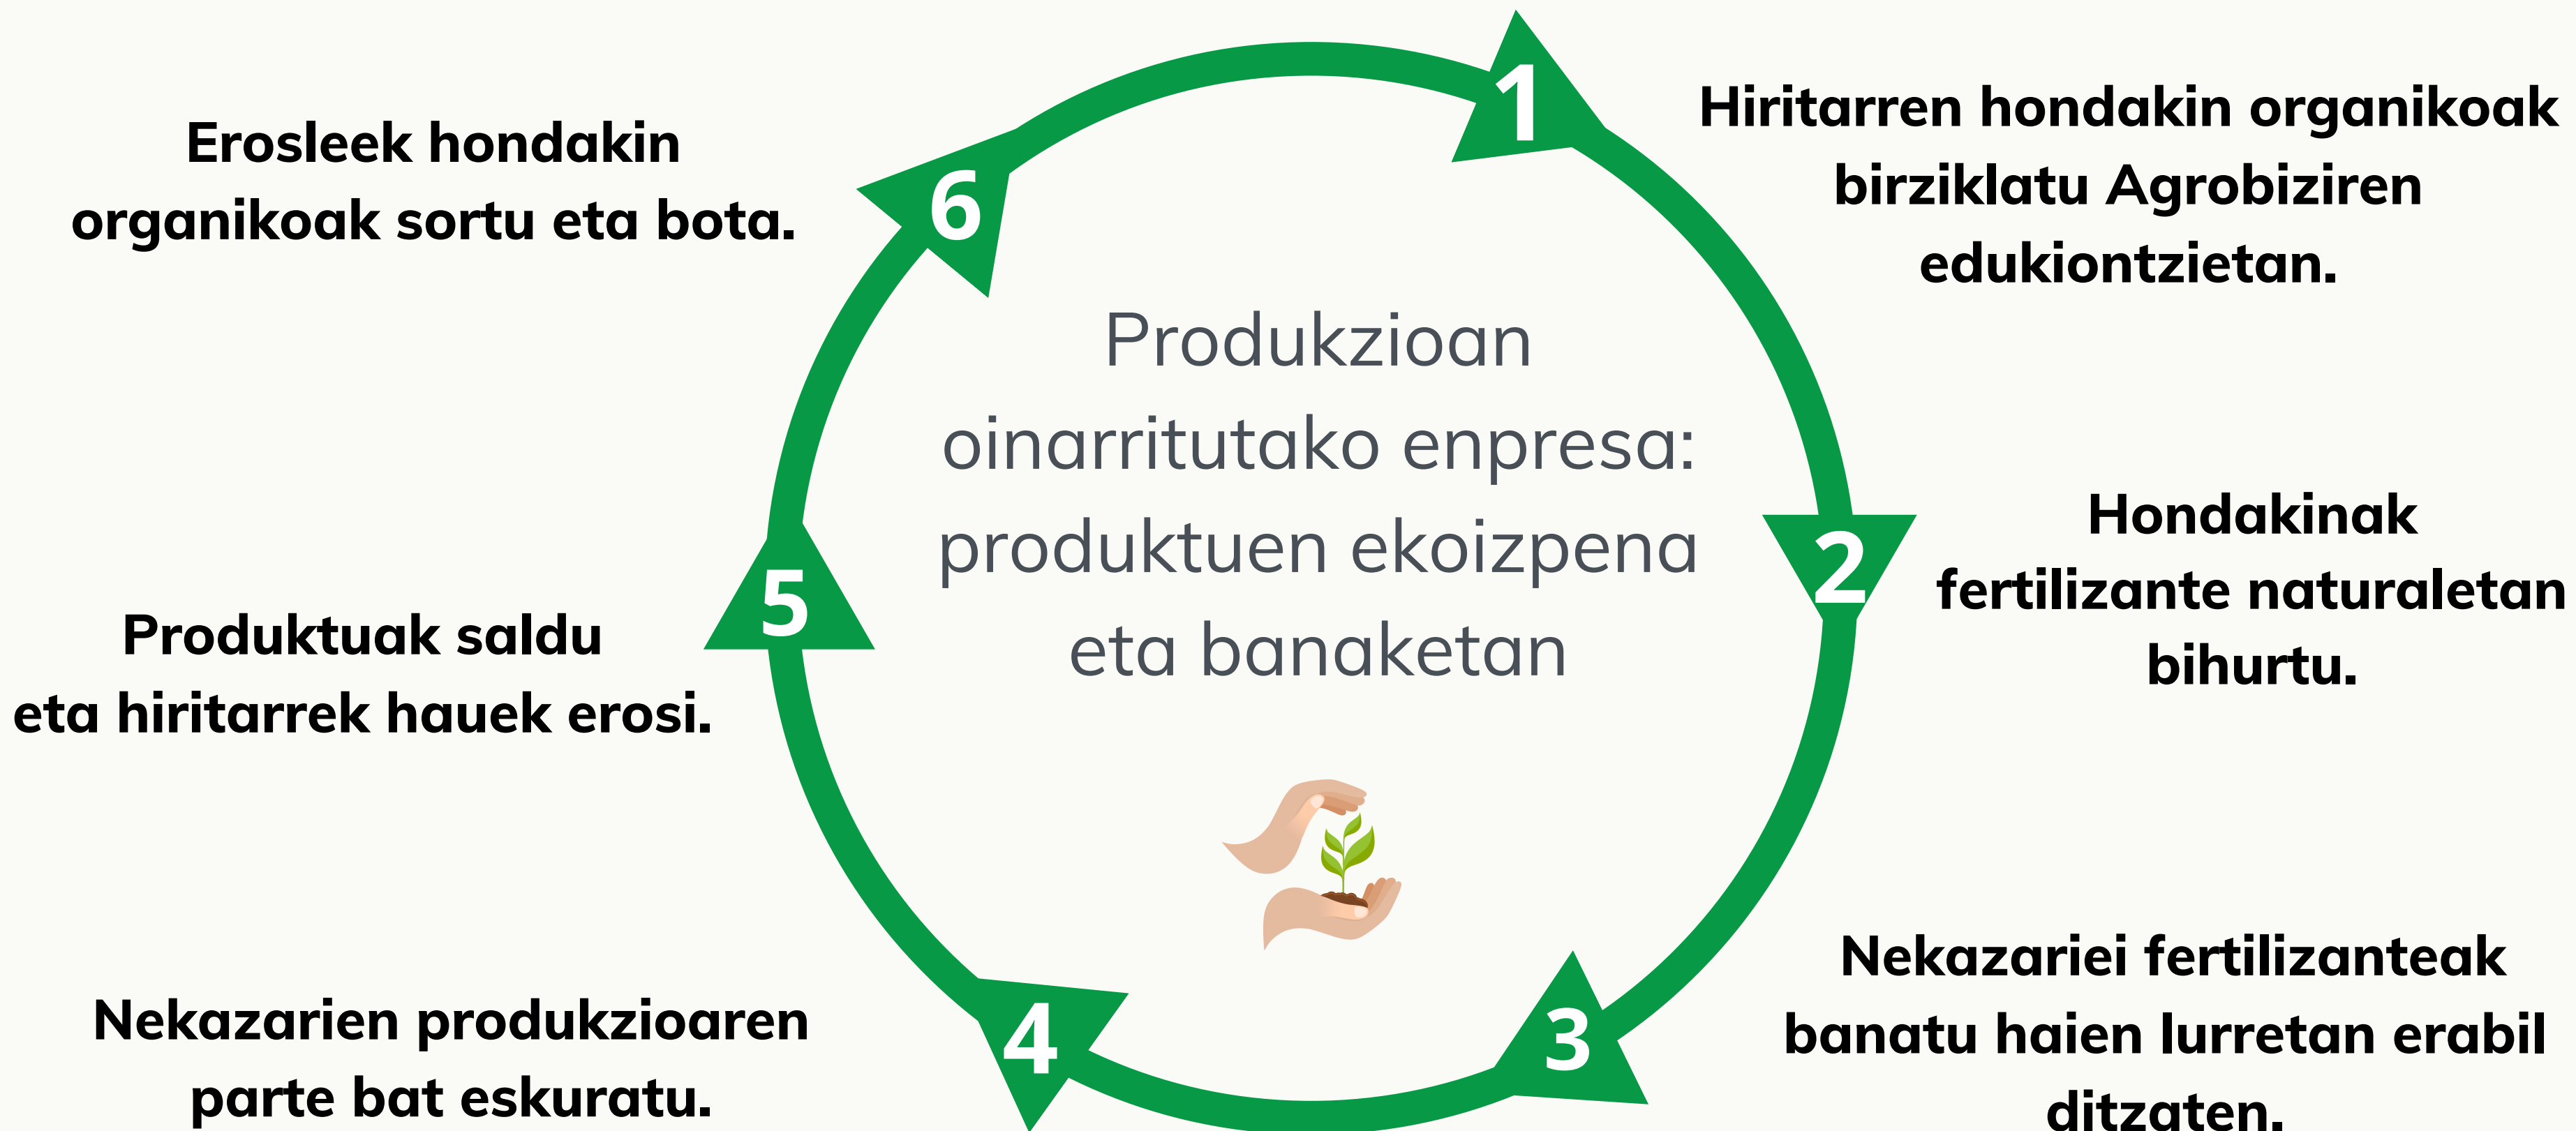 1
Hiritarren hondakin organikoak
birziklatu Agrobiziren
edukiontzietan.
2
Hondakinak
fertilizante naturaletan
bihurtu.
3
Nekazariei fertilizanteak
banatu haien lurretan erabil
ditzaten.
4
Nekazarien produkzioaren
parte bat eskuratu.
5
Produktuak saldu
eta hiritarrek hauek erosi.
6
Erosleek hondakin
organikoak sortu eta bota.
Produkzioan
oinarritutako enpresa:
produktuen ekoizpena
eta banaketan